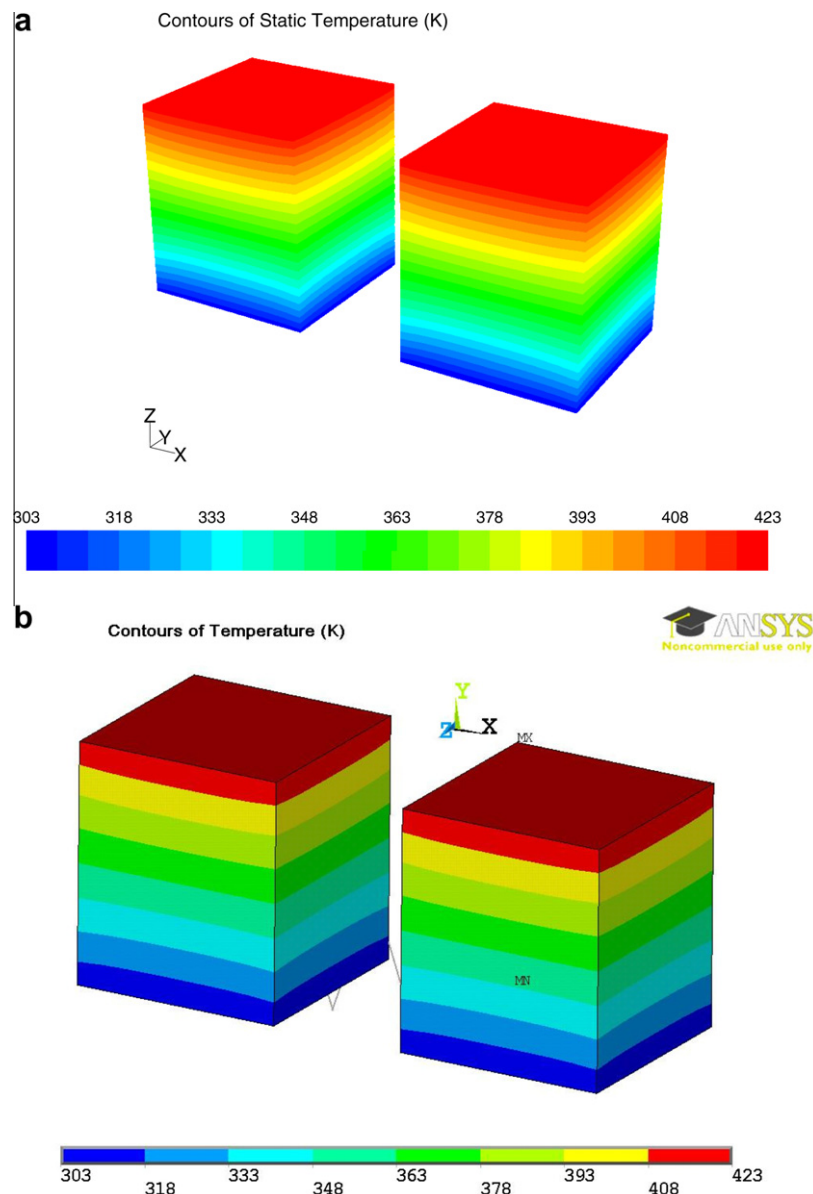 a
Contours of Static Temperature (K)
Z
Y
X
303 318 333 348 363 378 393 408 423
b
Contours of Temperature (K)
ANSYS
Noncommercial use only
Y
Z X
MX
MN
303 333 363 393 423
318 348 378 408